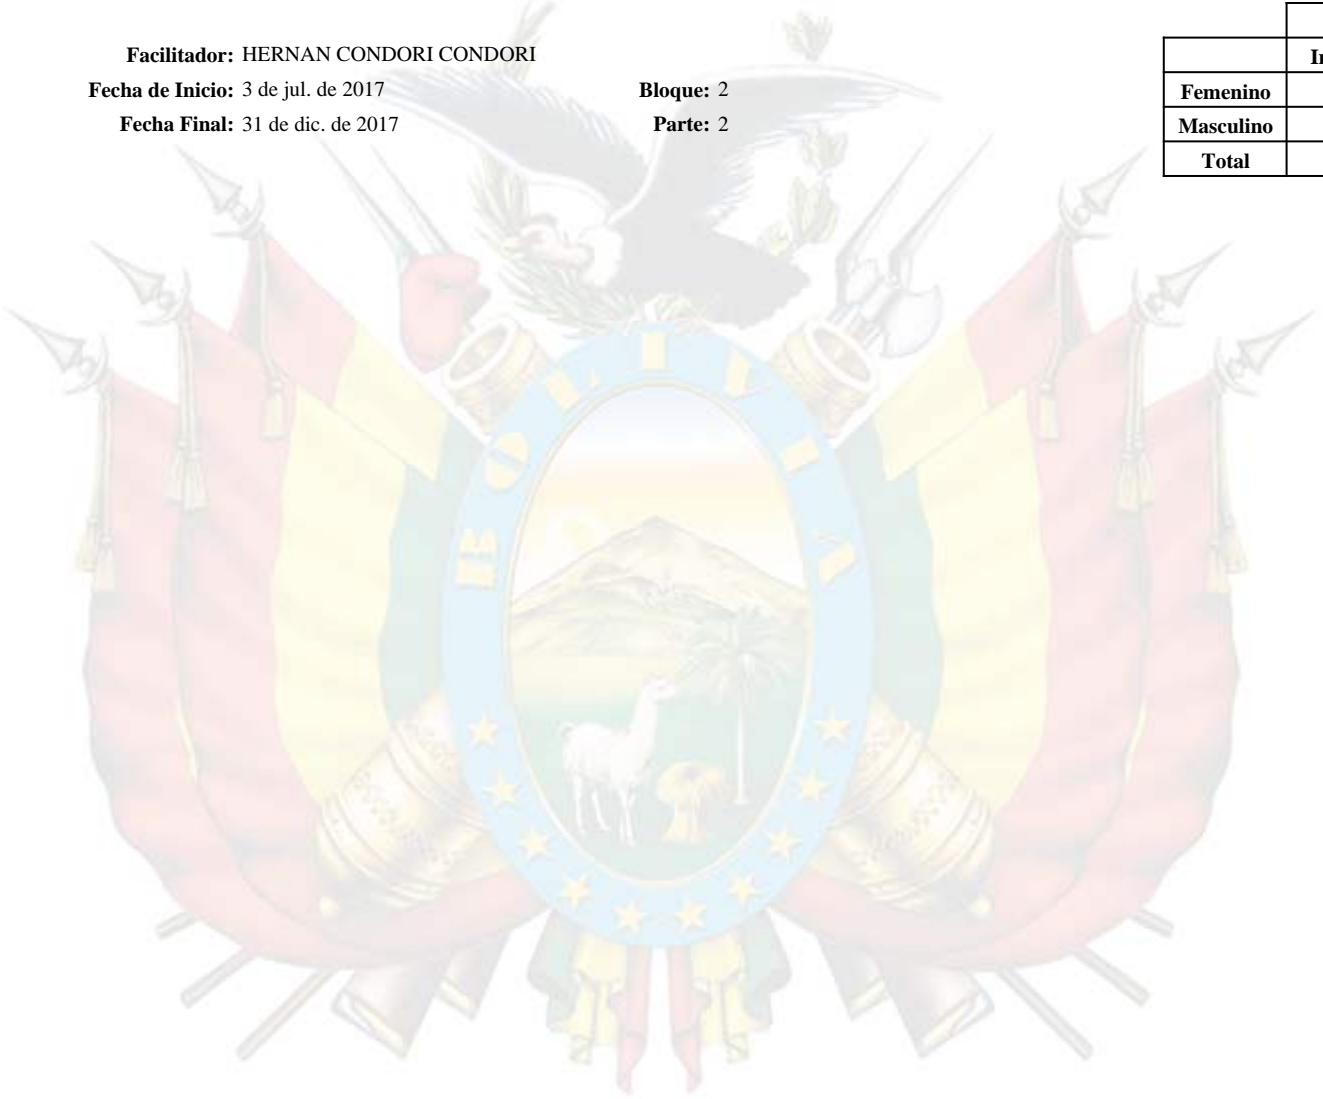 Facilitador: HERNAN CONDORI CONDORI
Fecha de Inicio: 3 de jul. de 2017 Bloque: 2
Fecha Final: 31 de dic. de 2017 Parte: 2
Femenino
Masculino
Total
BOLIVIA